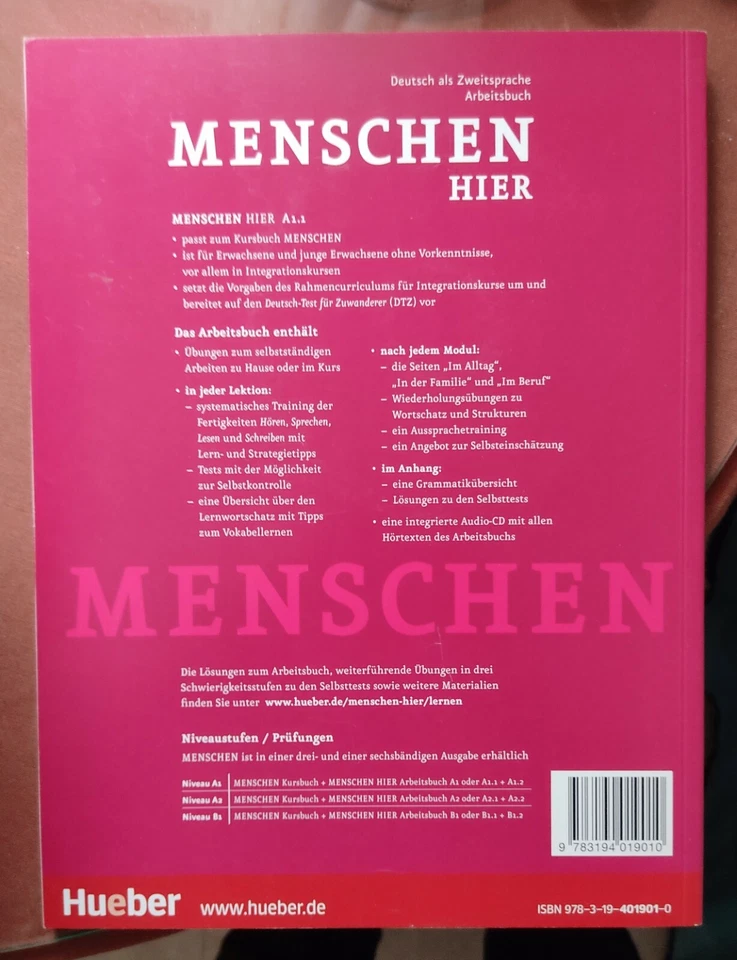 Deutsch als Zweitsprache
Arbeitsbuch
MENSCHEN
HIER
MENSCHEN HIER A1.1
• passt zum Kursbuch MENSCHEN
• ist für Erwachsene und junge Erwachsene ohne Vorkenntnisse,
vor allem in Integrationskursen
• setzt die Vorgaben des Rahmencurriculums für Integrationskurse um und
bereitet auf den Deutsch-Test für Zuwanderer (DTZ) vor
Das Arbeitsbuch enthält
• Übungen zum selbstständigen
Arbeiten zu Hause oder im Kurs
• in jeder Lektion:
– systematisches Training der
Fertigkeiten Hören, Sprechen,
Lesen und Schreiben mit
Lern- und Strategietipps
– Tests mit der Möglichkeit
zur Selbstkontrolle
– eine Übersicht über den
Lernwortschatz mit Tipps
zum Vokabellernen
• nach jedem Modul:
– die Seiten „Im Alltag“,
„In der Familie“ und „Im Beruf“
– Wiederholungsübungen zu
Wortschatz und Strukturen
– ein Aussprachetraining
– ein Angebot zur Selbsteinschätzung
• im Anhang:
– eine Grammatikübersicht
– Lösungen zu den Selbsttests
• eine integrierte Audio-CD mit allen
Hörtexten des Arbeitsbuchs
MENSCHEN
Die Lösungen zum Arbeitsbuch, weiterführende Übungen in drei
Schwierigkeitsstufen zu den Selbsttests sowie weitere Materialien
finden Sie unter www.hueber.de/menschen-hier/lernen
Niveaustufen / Prüfungen
MENSCHEN ist in einer drei- und einer sechsbändigen Ausgabe erhältlich
Niveau A1 MENSCHEN Kursbuch + MENSCHEN HIER Arbeitsbuch A1 oder A1.1 + A1.2
Niveau A2 MENSCHEN Kursbuch + MENSCHEN HIER Arbeitsbuch A2 oder A2.1 + A2.2
Niveau B1 MENSCHEN Kursbuch + MENSCHEN HIER Arbeitsbuch B1 oder B1.1 + B1.2
9 783194 019010
Hueber www.hueber.de
ISBN 978-3-19-401901-0